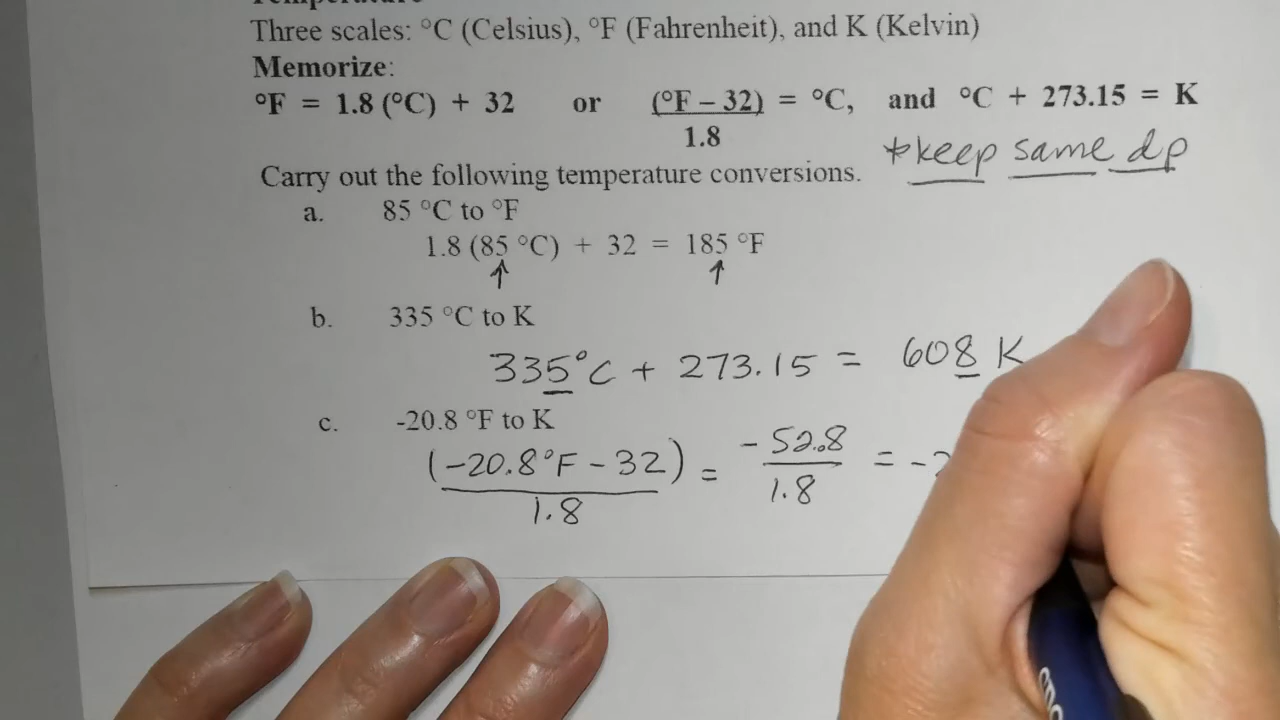 Three scales: °C (Celsius), °F (Fahrenheit), and K (Kelvin)
Memorize:
°F = 1.8 (°C) + 32 or (°F – 32) = °C, and °C + 273.15 = K
1.8
*keep same dp
Carry out the following temperature conversions.
a. 85 °C to °F
1.8 (85 °C) + 32 = 185 °F
b. 335 °C to K
335°C + 273.15 = 608 K
c. -20.8 °F to K
(-20.8°F - 32) = -52.8 = -2
1.8 1.8